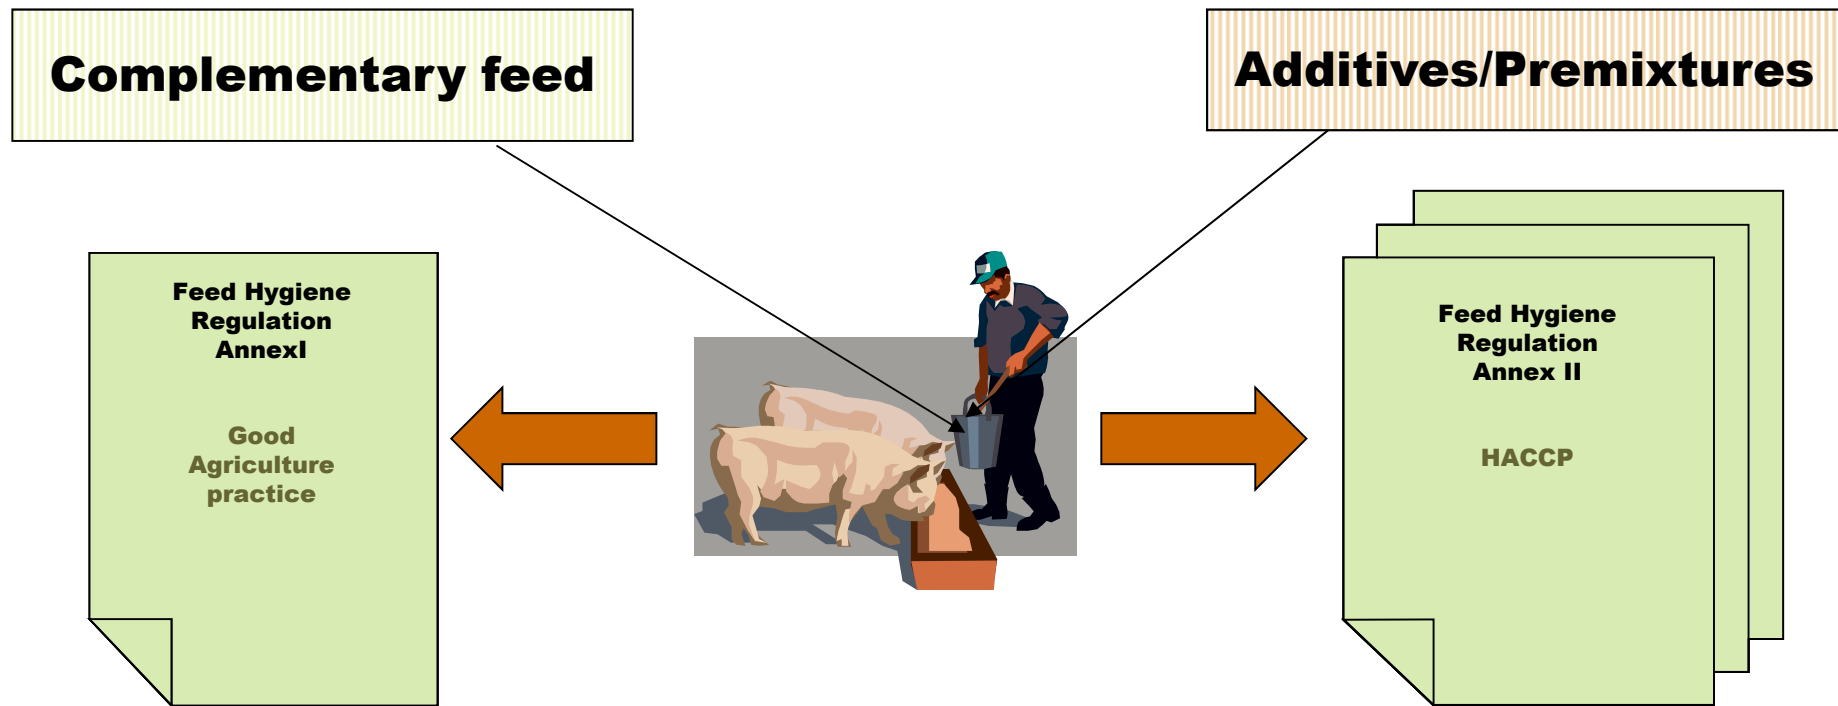 Complementary feed
Additives/Premixtures
Feed Hygiene
Regulation
AnnexI
Good
Agriculture
practice
Feed Hygiene
Regulation
Annex II
HACCP